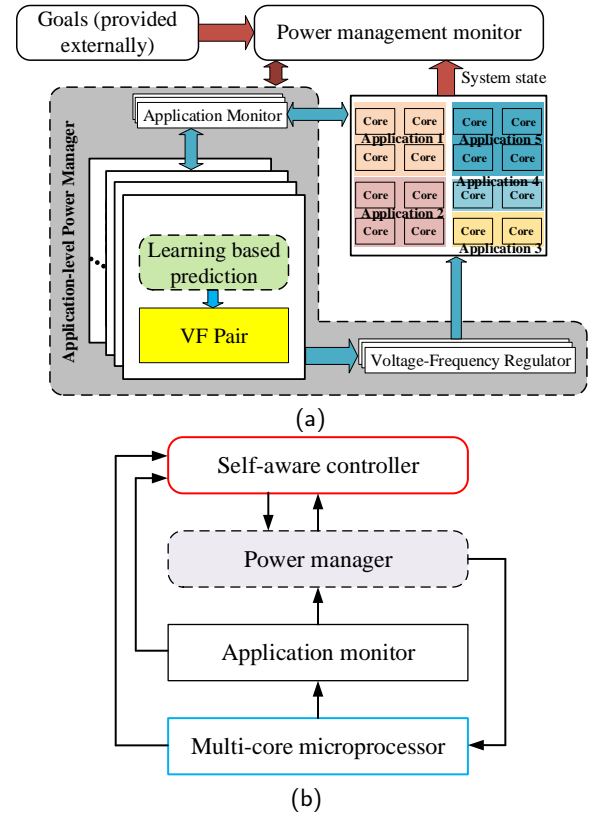 Goals (provided
externally)
Power management monitor
System state
Application-level Power Manager
Application Monitor
Learning based
prediction
VF Pair
Core Core Core Core
Application 1 Application 5
Core Core Core Core
Application 4
Core Core Core Core
Application 2
Core Core Core Core
Application 3
Voltage-Frequency Regulator
(a)
Self-aware controller
Power manager
Application monitor
Multi-core microprocessor
(b)